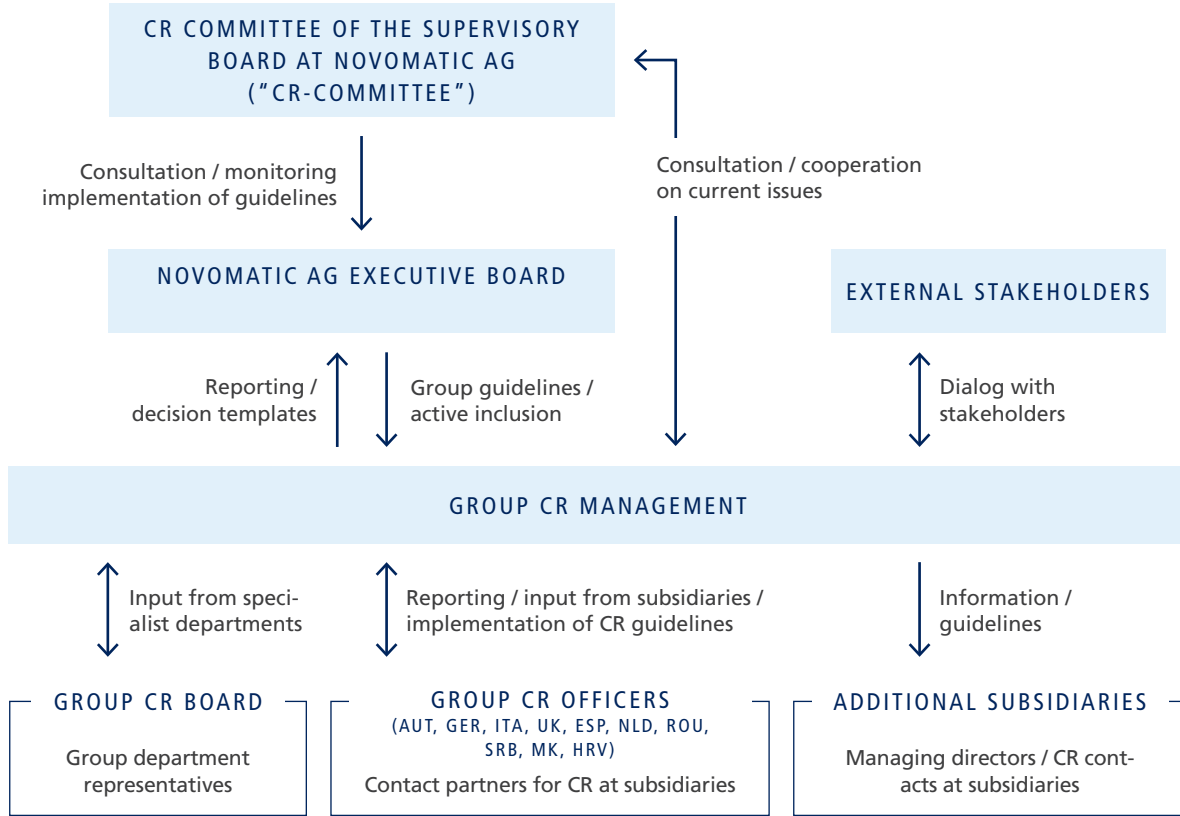 CR COMMITTEE OF THE SUPERVISORY
BOARD AT NOVOMATIC AG
(“CR-COMMITTEE”)
Consultation / monitoring
implementation of guidelines
Consultation / cooperation
on current issues
NOVOMATIC AG EXECUTIVE BOARD
EXTERNAL STAKEHOLDERS
Reporting /
decision templates
Group guidelines /
active inclusion
Dialog with
stakeholders
GROUP CR MANAGEMENT
Input from speci-
alist departments
Reporting / input from subsidiaries /
implementation of CR guidelines
Information /
guidelines
GROUP CR BOARD
Group department
representatives
GROUP CR OFFICERS
(AUT, GER, ITA, UK, ESP, NLD, ROU,
SRB, MK, HRV)
Contact partners for CR at subsidiaries
ADDITIONAL SUBSIDIARIES
Managing directors / CR cont-
acts at subsidiaries